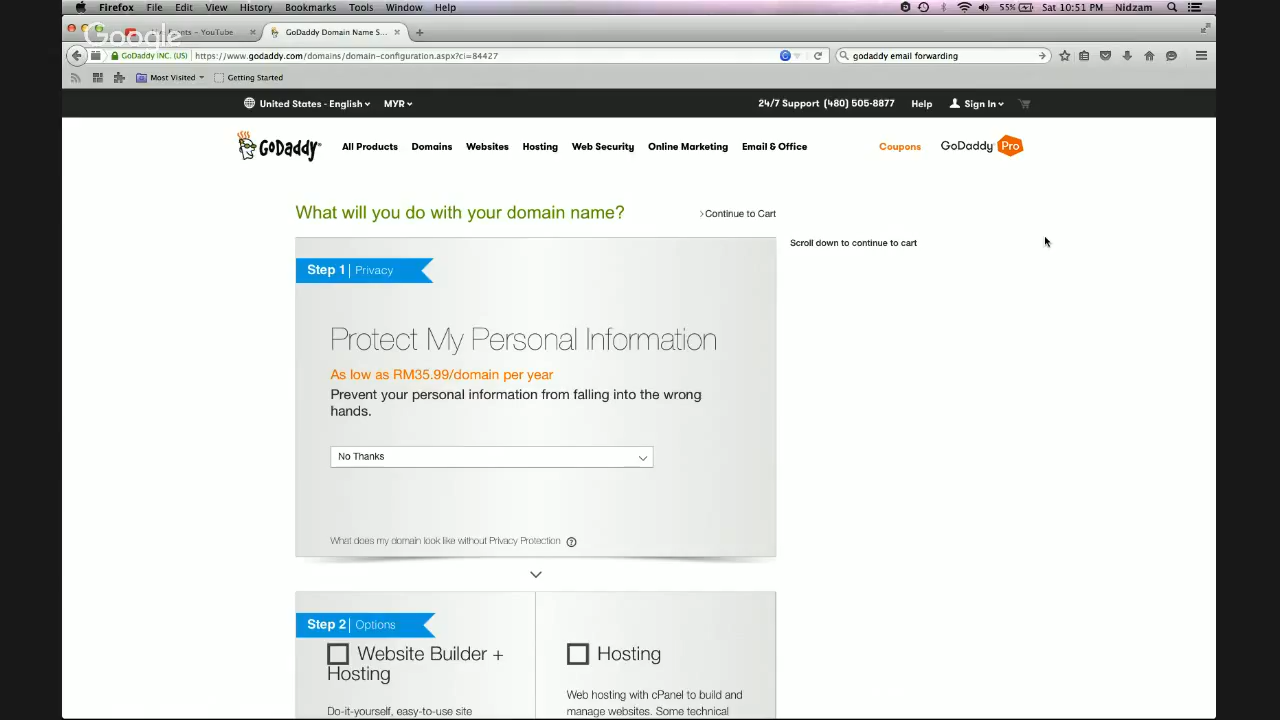 Firefox File Edit View History Bookmarks Tools Window Help 55% Sat 10:51 PM Nidzam
Google
nts - YouTube GoDaddy Domain Name S...
GoDaddy INC. (US) https://www.godaddy.com/domains/domain-configuration.aspx?ci=84427 godaddy email forwarding
Most Visited Getting Started
United States - English MYR 24/7 Support (480) 505-8877 Help Sign In
GoDaddy All Products Domains Websites Hosting Web Security Online Marketing Email & Office Coupons GoDaddy Pro
What will you do with your domain name? Continue to Cart
Scroll down to continue to cart
Step 1 | Privacy
Protect My Personal Information
As low as RM35.99/domain per year
Prevent your personal information from falling into the wrong
hands.
No Thanks
What does my domain look like without Privacy Protection ?
Step 2 | Options
Website Builder +
Hosting
Do-it-yourself, easy-to-use site
Hosting
Web hosting with cPanel to build and
manage websites. Some technical